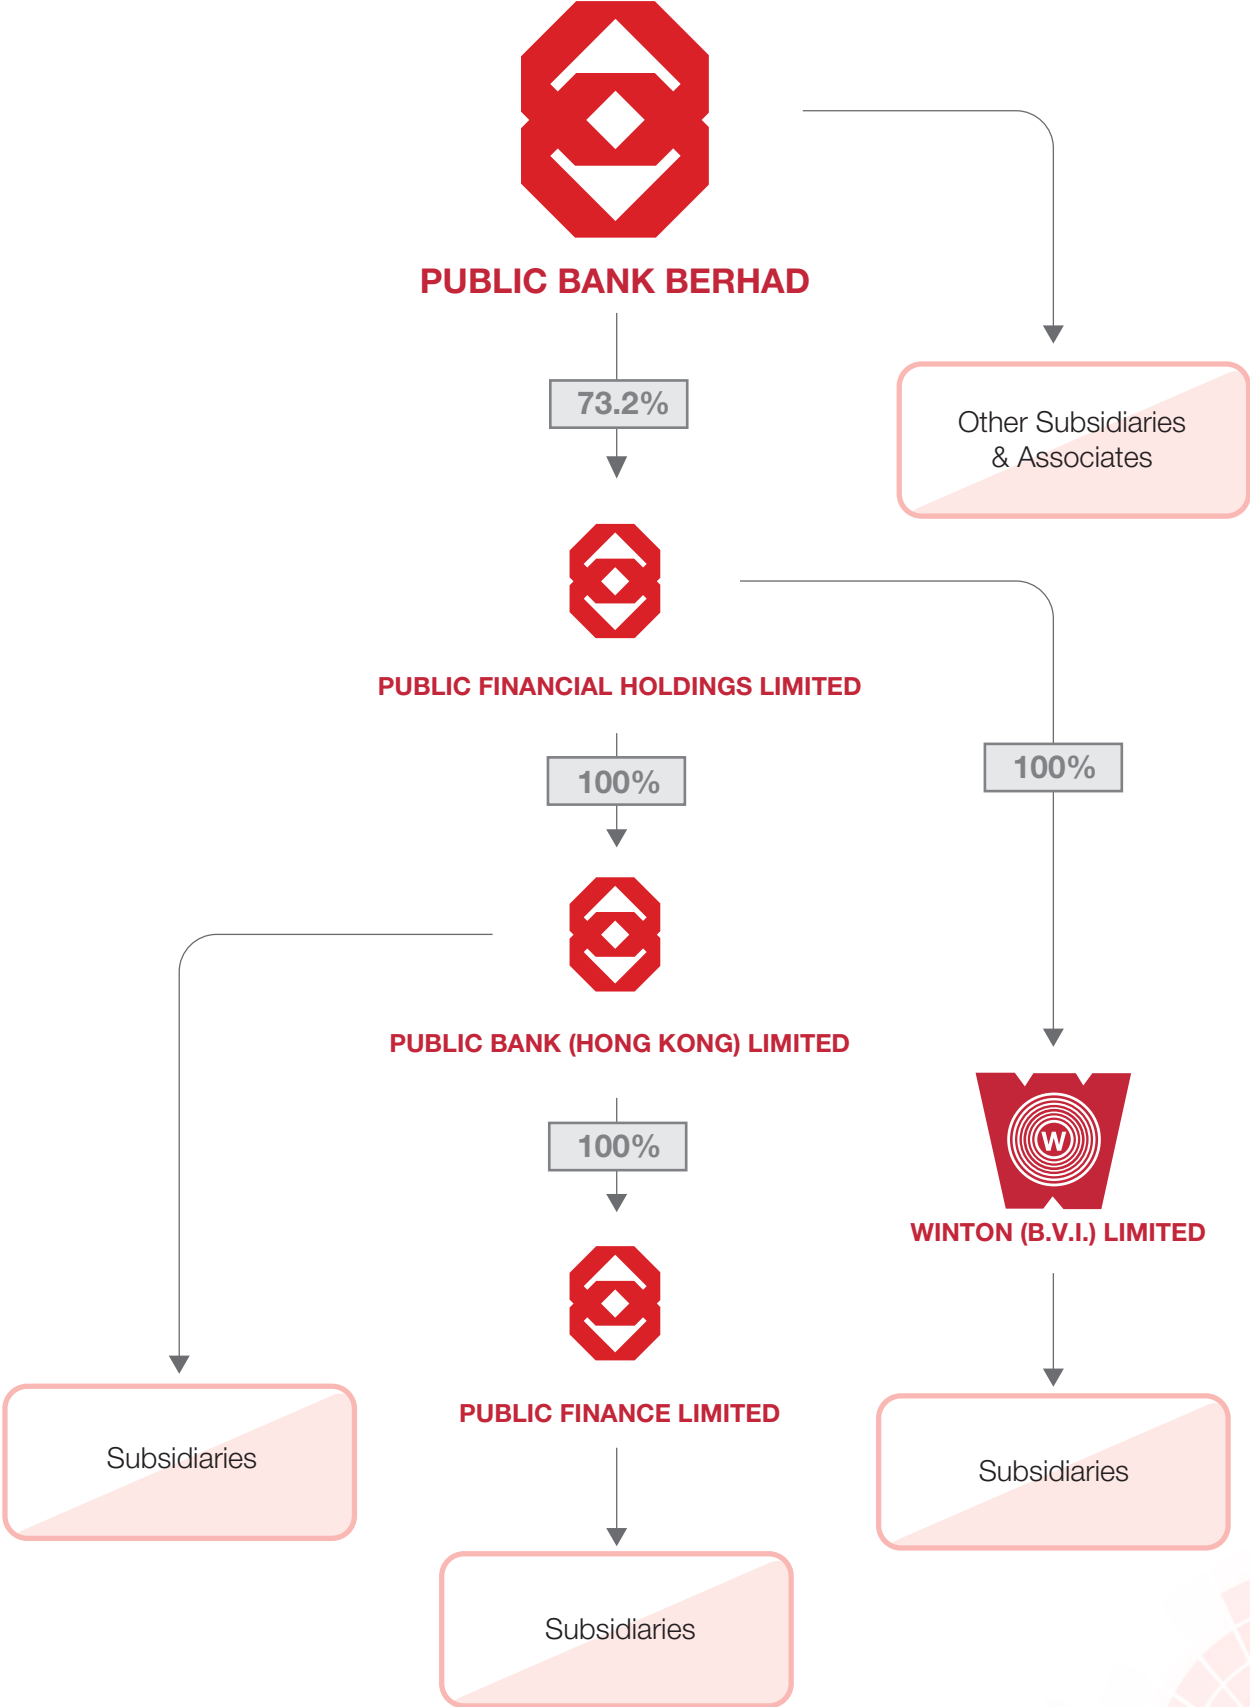 PUBLIC BANK BERHAD
73.2%
Other Subsidiaries
& Associates
PUBLIC FINANCIAL HOLDINGS LIMITED
100%
100%
PUBLIC BANK (HONG KONG) LIMITED
100%
W
WINTON (B.V.I.) LIMITED
PUBLIC FINANCE LIMITED
Subsidiaries
Subsidiaries
Subsidiaries